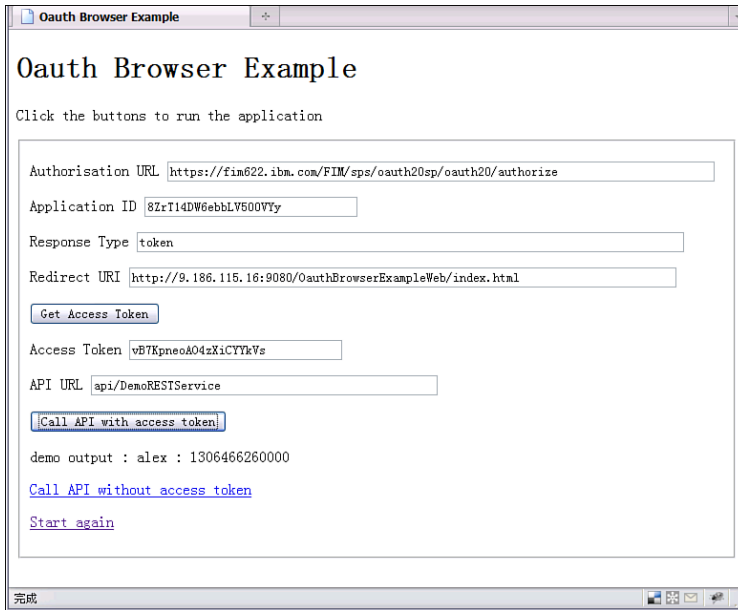 Oauth Browser Example
Oauth Browser Example
Click the buttons to run the application
Authorisation URL https://fim622.ibm.com/FIM/sps/oauth20sp/oauth20/authorize
Application ID 8ZrT14DW6ebbLV500VYy
Response Type token
Redirect URI http://9.186.115.16:9080/OauthBrowserExampleWeb/index.html
Get Access Token
Access Token vB7KpneoAO4zXiCYYkVs
API URL api/DemoRESTService
Call API with access token
demo output : alex : 1306466260000
Call API without access token
Start again
完成